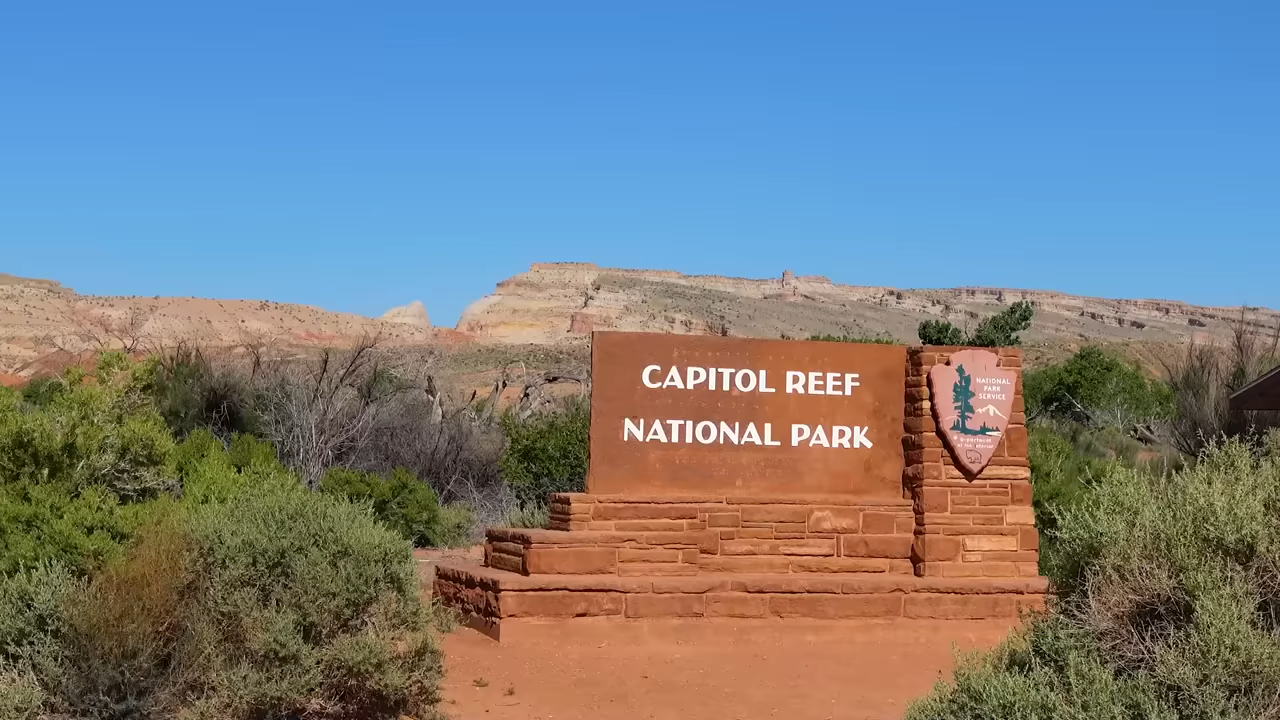 CAPITOL REEF
NATIONAL PARK
NATIONAL
PARK
SERVICE